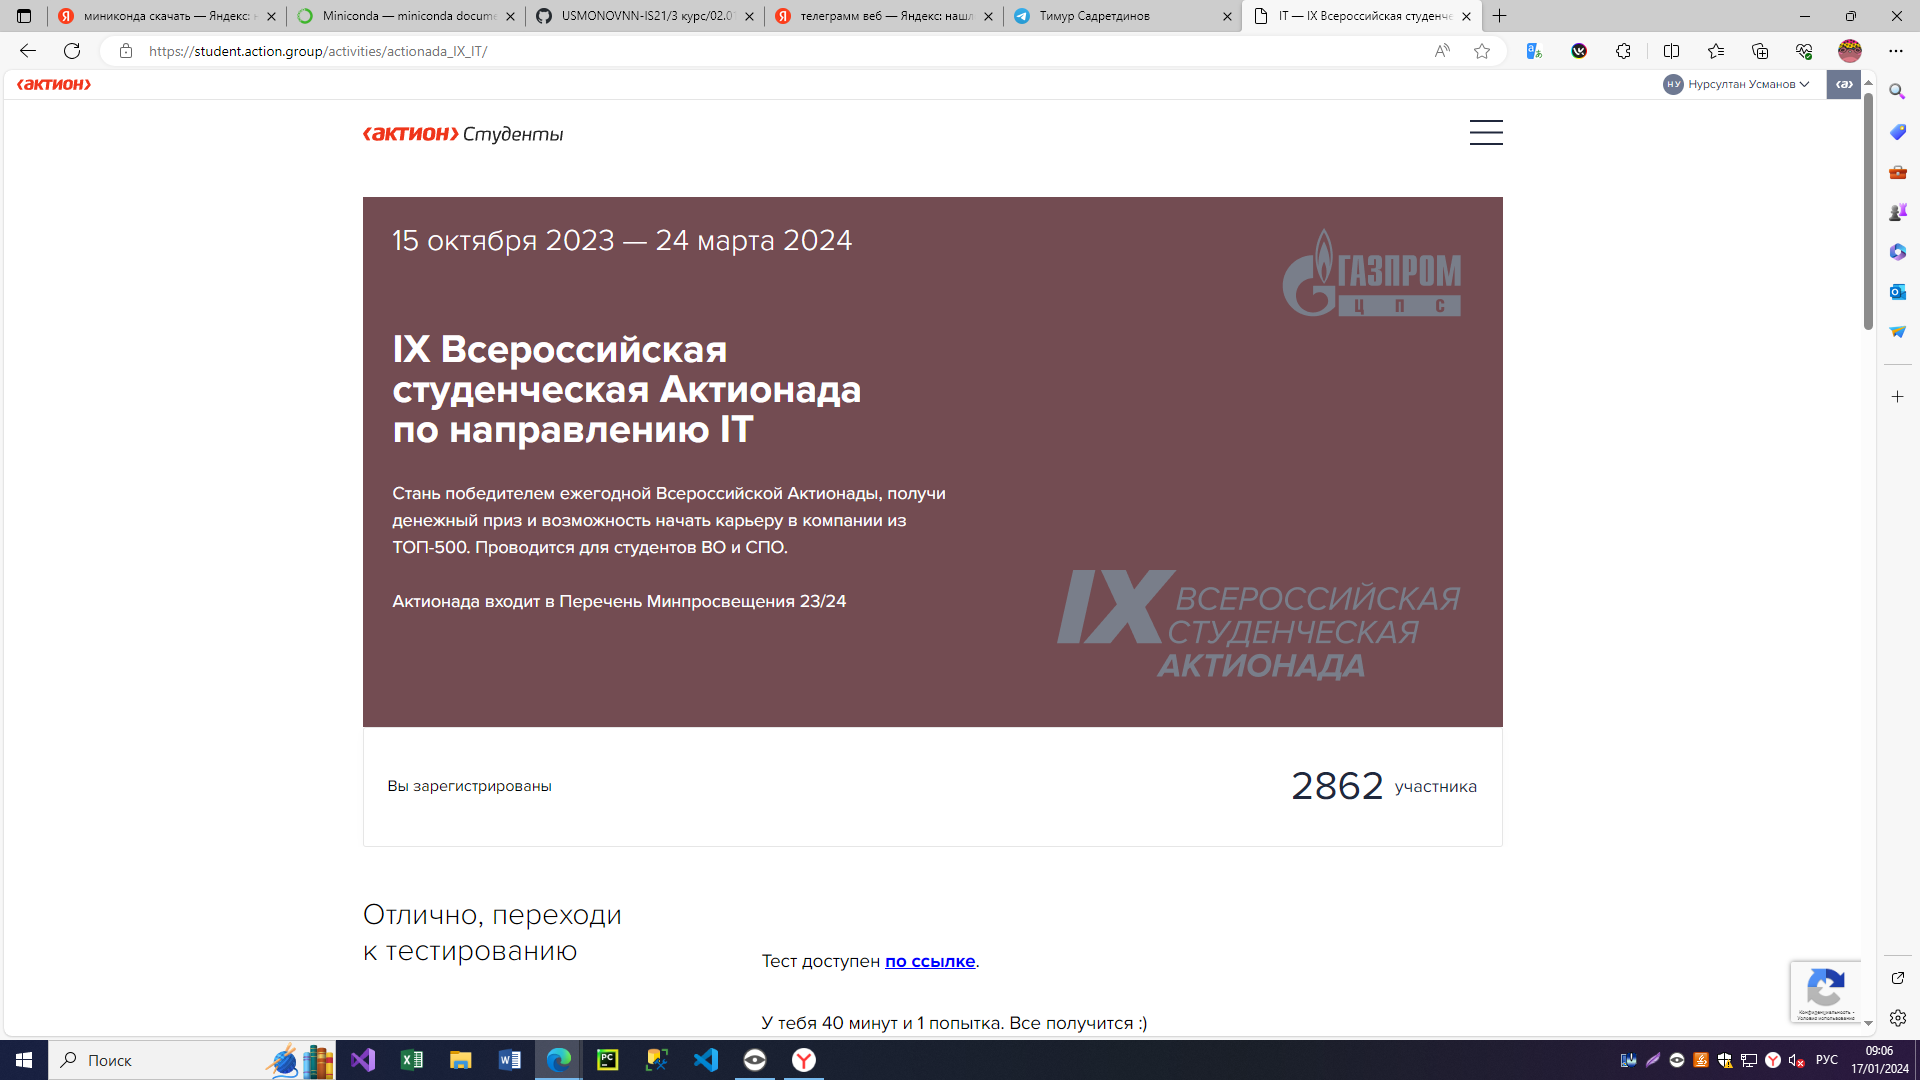 миниконда скачать — Яндекс:
Miniconda — miniconda docume
USMONOVNN-IS21/3 курс/02.0
телеграмм веб — Яндекс: наш
Тимур Садретдинов
IT — IX Всероссийская студенче
https://student.action.group/activities/actionada_IX_IT/
‹актион›
НУ Нурсултан Усманов
‹а›
‹актион› Студенты
15 октября 2023 — 24 марта 2024
ГАЗПРОМ
ЦПС
IX Всероссийская
студенческая Актионада
по направлению IT
Стань победителем ежегодной Всероссийской Актионады, получи
денежный приз и возможность начать карьеру в компании из
ТОП-500. Проводится для студентов ВО и СПО.
Актионада входит в Перечень Минпросвещения 23/24
IX ВСЕРОССИЙСКАЯ
СТУДЕНЧЕСКАЯ
АКТИОНАДА
Вы зарегистрированы
2862 участника
Отлично, переходи
к тестированию
Тест доступен по ссылке.
У тебя 40 минут и 1 попытка. Все получится :)
Конфиденциальность -
Условия использования
Поиск
РУС
09:06
17/01/2024